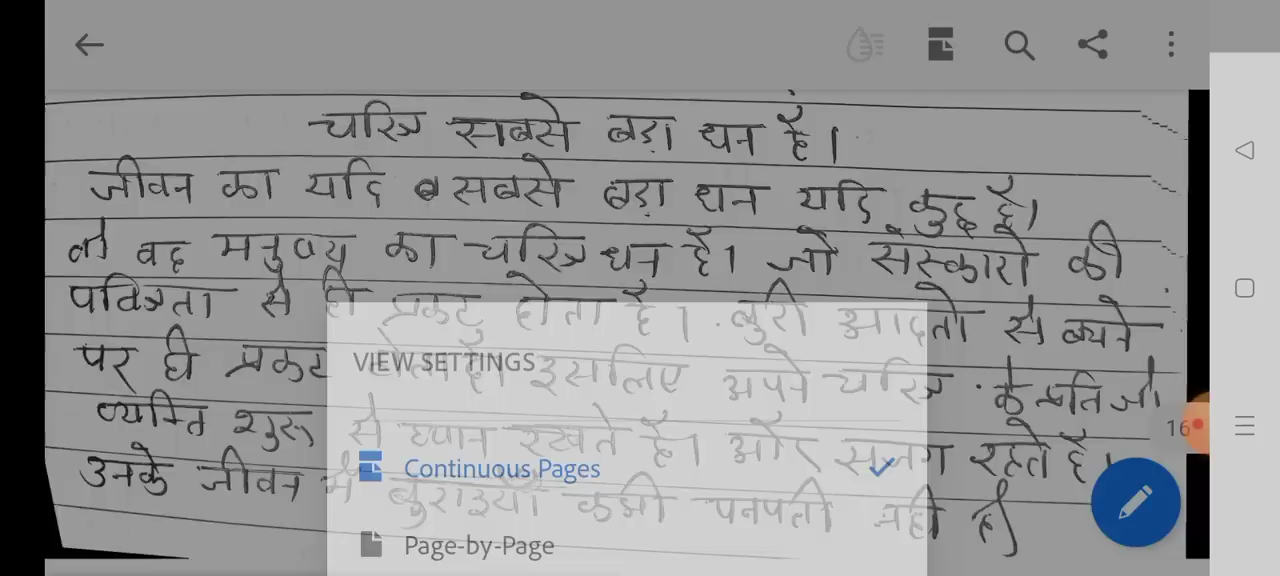 चरित्र सबसे बड़ा धन है।
जीवन का यदि सबसे बड़ा धन यदि कुछ है।
तो वह मनुष्य का चरित्र धन है। जो संस्कारो की
पवित्रता से ही प्रकट होता है। बुरी आदतो से बचने
पर ही प्रकट होता है। इसलिए अपने चरित्र के प्रति जो
VIEW SETTINGS
व्यक्ति शुरू से ध्यान रखते है। और सजग रहते है।
16
Continuous Pages
उनके जीवन मे बुराइयाँ कभी पनपती नही है
Page-by-Page